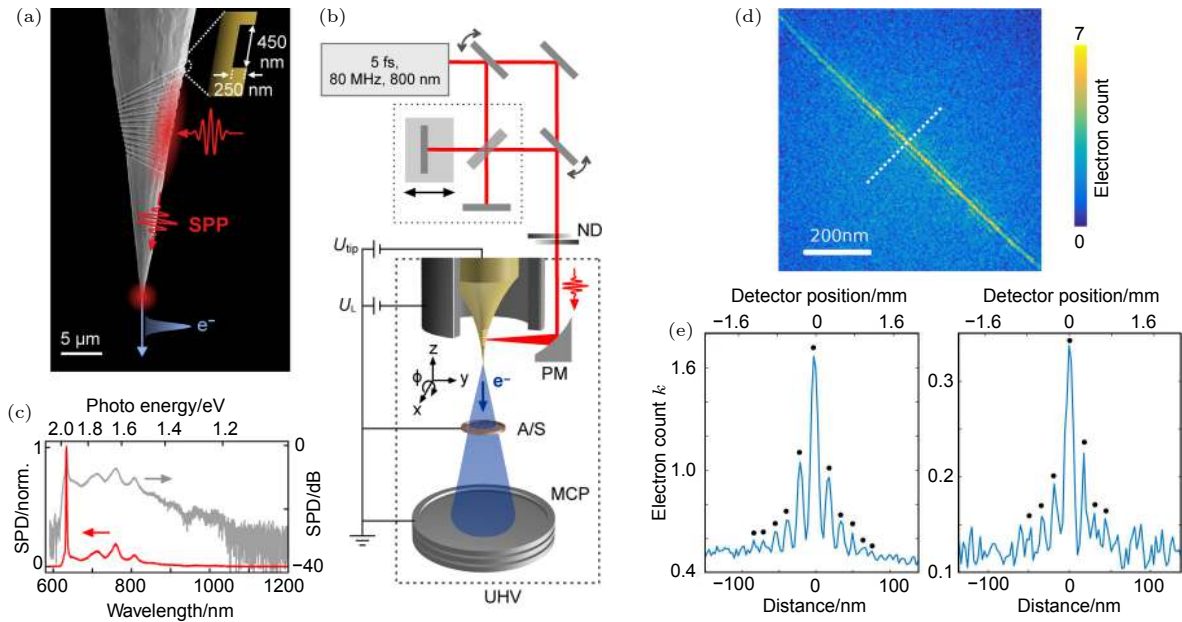 (a)
450
nm
250 nm
SPP
e⁻
5 μm
(b)
5 fs,
80 MHz, 800 nm
ND
U_tip
U_L
PM
z
ϕ
y
x
e⁻
A/S
MCP
UHV
(c)
Photo energy/eV
2.0 1.8 1.6 1.4 1.2
SPD/norm.
1
0
SPD/dB
0
−40
600 800 1000 1200
Wavelength/nm
(d)
7
Electron count
0
200nm
(e)
Detector position/mm
−1.6 0 1.6
Electron count k
1.6
1.0
0.4
−100 0 100
Distance/nm
Detector position/mm
−1.6 0 1.6
0.3
0.2
0.1
−100 0 100
Distance/nm